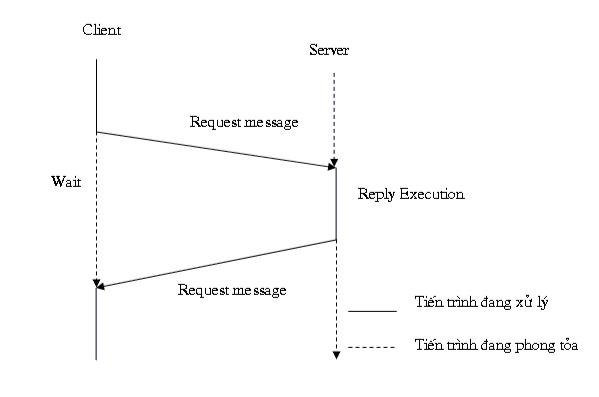 Client
Server
Request message
Wait
Reply Execution
Request message
Tiến trình đang xử lý
Tiến trình đang phong tỏa